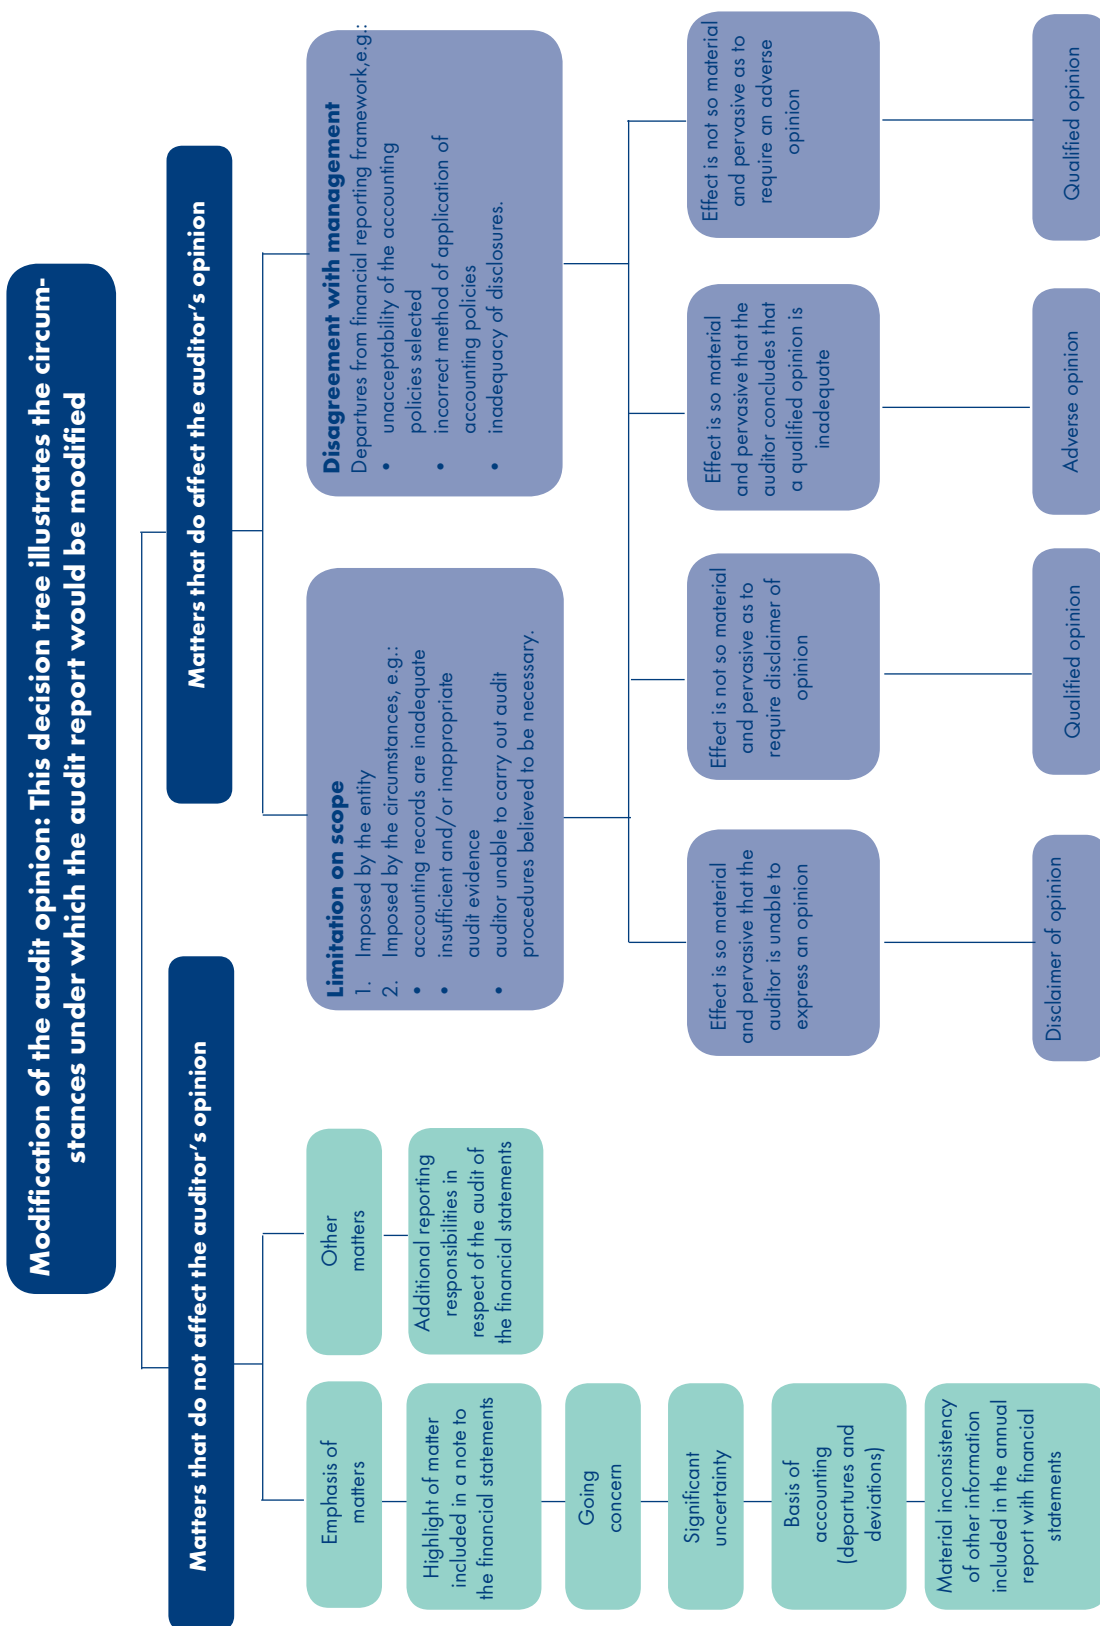 Modification of the audit opinion: This decision tree illustrates the circum-
stances under which the audit report would be modified
Matters that do not affect the auditor's opinion
Matters that do affect the auditor's opinion
Emphasis of
matters
Other
matters
Highlight of matter
included in a note to
the financial statements
Additional reporting
responsibilities in
respect of the audit of
the financial statements
Going
concern
Significant
uncertainty
Basis of
accounting
(departures and
deviations)
Material inconsistency
of other information
included in the annual
report with financial
statements
Limitation on scope
1. Imposed by the entity
2. Imposed by the circumstances, e.g.:
• accounting records are inadequate
• insufficient and/or inappropriate
audit evidence
• auditor unable to carry out audit
procedures believed to be necessary.
Disagreement with management
Departures from financial reporting framework,e.g.:
• unacceptability of the accounting
policies selected
• incorrect method of application of
accounting policies
• inadequacy of disclosures.
Effect is so material
and pervasive that the
auditor is unable to
express an opinion
Effect is not so material
and pervasive as to
require disclaimer of
opinion
Effect is so material
and pervasive that the
auditor concludes that
a qualified opinion is
inadequate
Effect is not so material
and pervasive as to
require an adverse
opinion
Disclaimer of opinion
Qualified opinion
Adverse opinion
Qualified opinion